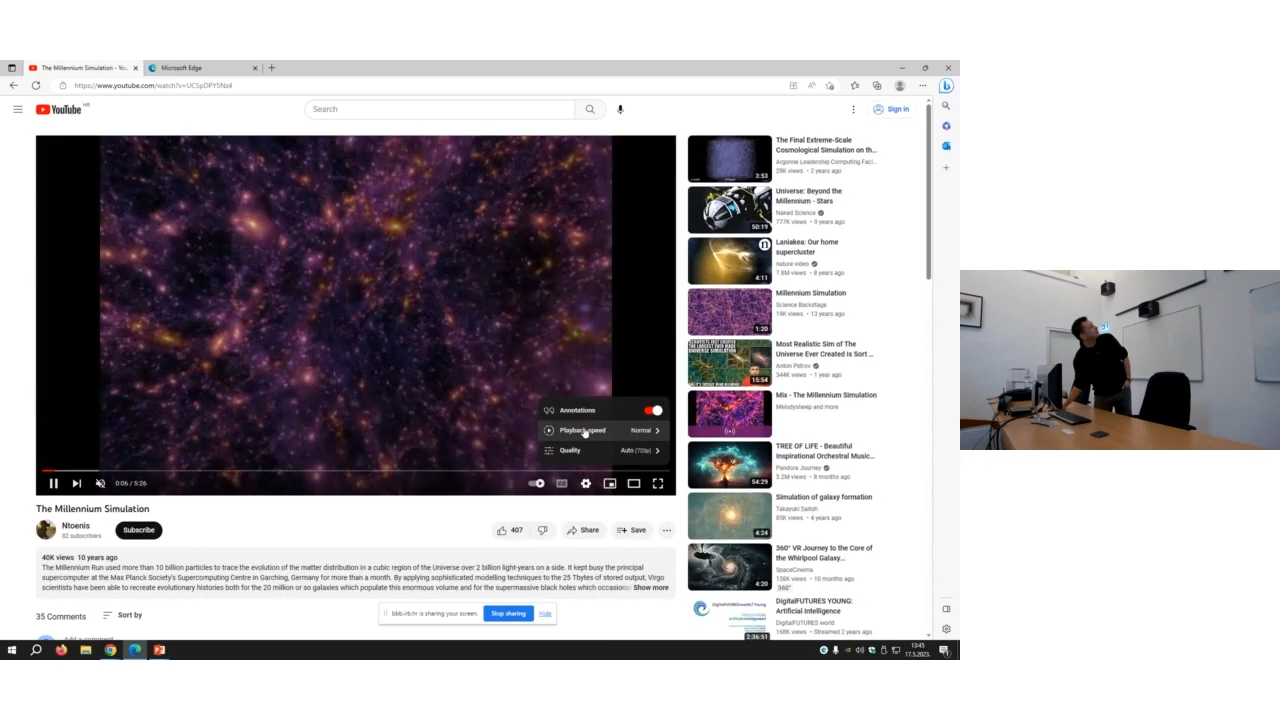 The Millennium Simulation - Yo...
Microsoft Edge
https://www.youtube.com/watch?v=UC5pDPY5Nz4
YouTube HR
Search
Sign in
The Final Extreme-Scale
Cosmological Simulation on th...
Argonne Leadership Computing Faci...
29K views • 2 years ago
3:53
Universe: Beyond the
Millennium - Stars
Naked Science
777K views • 9 years ago
50:19
Laniakea: Our home
supercluster
nature video
7.8M views • 8 years ago
4:11
Millennium Simulation
Science Backstage
19K views • 13 years ago
1:20
Most Realistic Sim of The
Universe Ever Created Is Sort ...
Anton Petrov
344K views • 1 year ago
15:54
Mix - The Millennium Simulation
Melodysheep and more
TREE OF LIFE - Beautiful
Inspirational Orchestral Music...
Pandora Journey
3.2M views • 8 months ago
54:29
Simulation of galaxy formation
Takayuki Saitoh
85K views • 4 years ago
4:24
360° VR Journey to the Core of
the Whirlpool Galaxy...
SpaceCinema
158K views • 10 months ago
360°
4:20
DigitalFUTURES YOUNG:
Artificial Intelligence
DigitalFUTURES world
168K views • Streamed 2 years ago
2:36:51
Annotations
Playback speed Normal
Quality Auto (720p)
0:06 / 5:26
The Millennium Simulation
Ntoenis
82 subscribers
Subscribe
407
Share
Save
40K views 10 years ago
The Millennium Run used more than 10 billion particles to trace the evolution of the matter distribution in a cubic region of the Universe over 2 billion light-years on a side. It kept busy the principal
supercomputer at the Max Planck Society's Supercomputing Centre in Garching, Germany for more than a month. By applying sophisticated modelling techniques to the 25 Tbytes of stored output, Virgo
scientists have been able to recreate evolutionary histories both for the 20 million or so galaxies which populate this enormous volume and for the supermassive black holes which occasiona Show more
35 Comments
Sort by
bbb.irb.hr is sharing your screen.
Stop sharing
Hide
Add a comment...
13:45
17.5.2023.